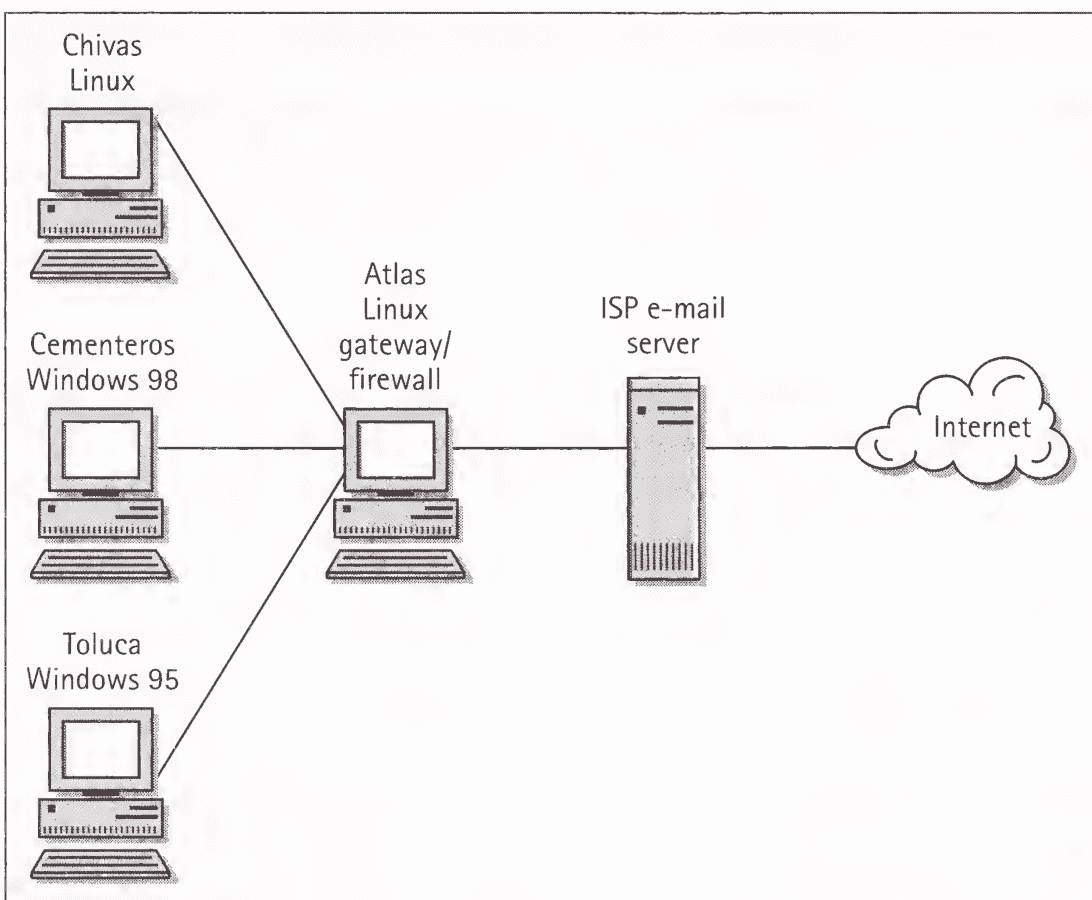 Chivas
Linux
Cementeros
Windows 98
Toluca
Windows 95
Atlas
Linux
gateway/
firewall
ISP e-mail
server
Internet